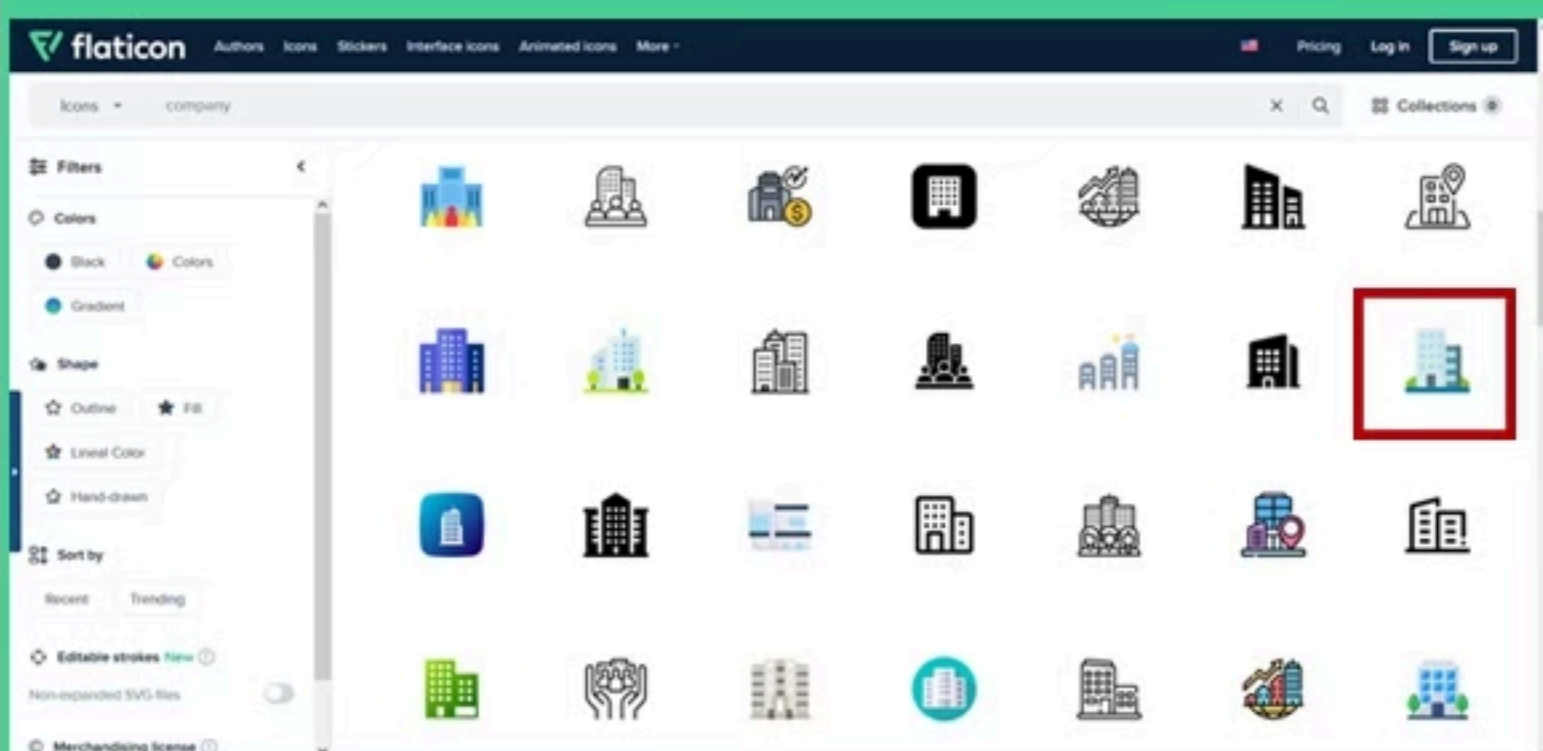 flaticon Authors Icons Stickers Interface icons Animated icons More Pricing Log in Sign up
Icons company Collections 0
Filters
Colors
Black Colors
Gradient
Shape
Outline Fill
Lineal Color
Hand-drawn
Sort by
Recent Trending
Editable strokes New
Non-expanded SVG files
Merchandising license